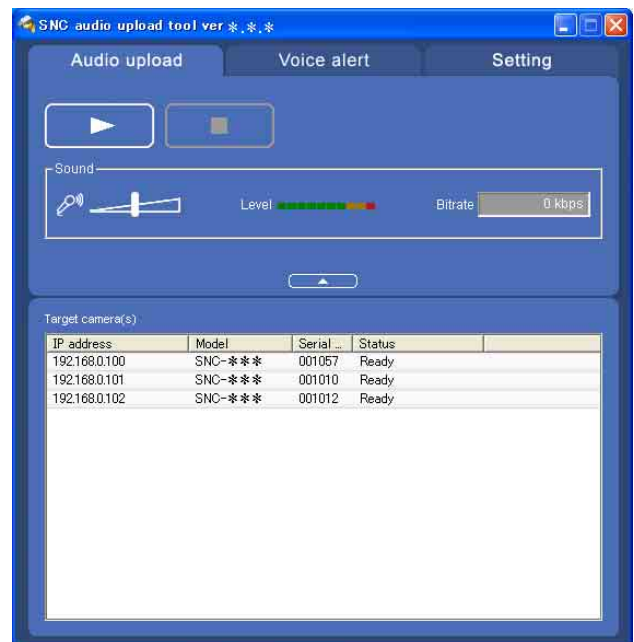 SNC audio upload tool ver *.*.*
Audio upload Voice alert Setting
Sound
Level Bitrate 0 kbps
Target camera(s)
IP address Model Serial ... Status
192.168.0.100 SNC-*** 001057 Ready
192.168.0.101 SNC-*** 001010 Ready
192.168.0.102 SNC-*** 001012 Ready